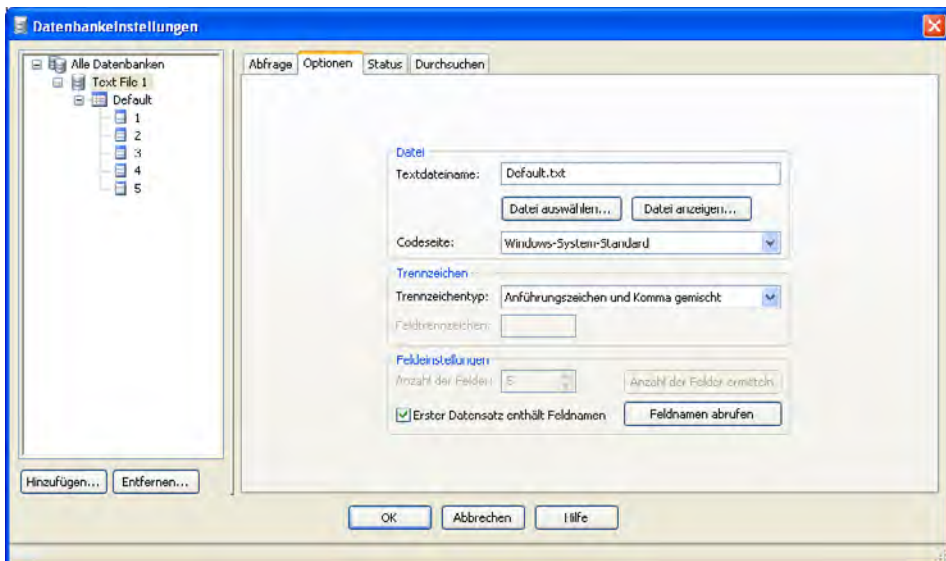 Datenbankeinstellungen
Alle Datenbanken
Text File 1
Default
1
2
3
4
5
Hinzufügen... Entfernen...
Abfrage Optionen Status Durchsuchen
Datei
Textdateiname: Default.txt
Datei auswählen... Datei anzeigen...
Codeseite: Windows-System-Standard
Trennzeichen
Trennzeichentyp: Anführungszeichen und Komma gemischt
Feldtrennzeichen:
Feldeinstellungen
Anzahl der Felder: 5 Anzahl der Felder ermitteln
Erster Datensatz enthält Feldnamen Feldnamen abrufen
OK Abbrechen Hilfe